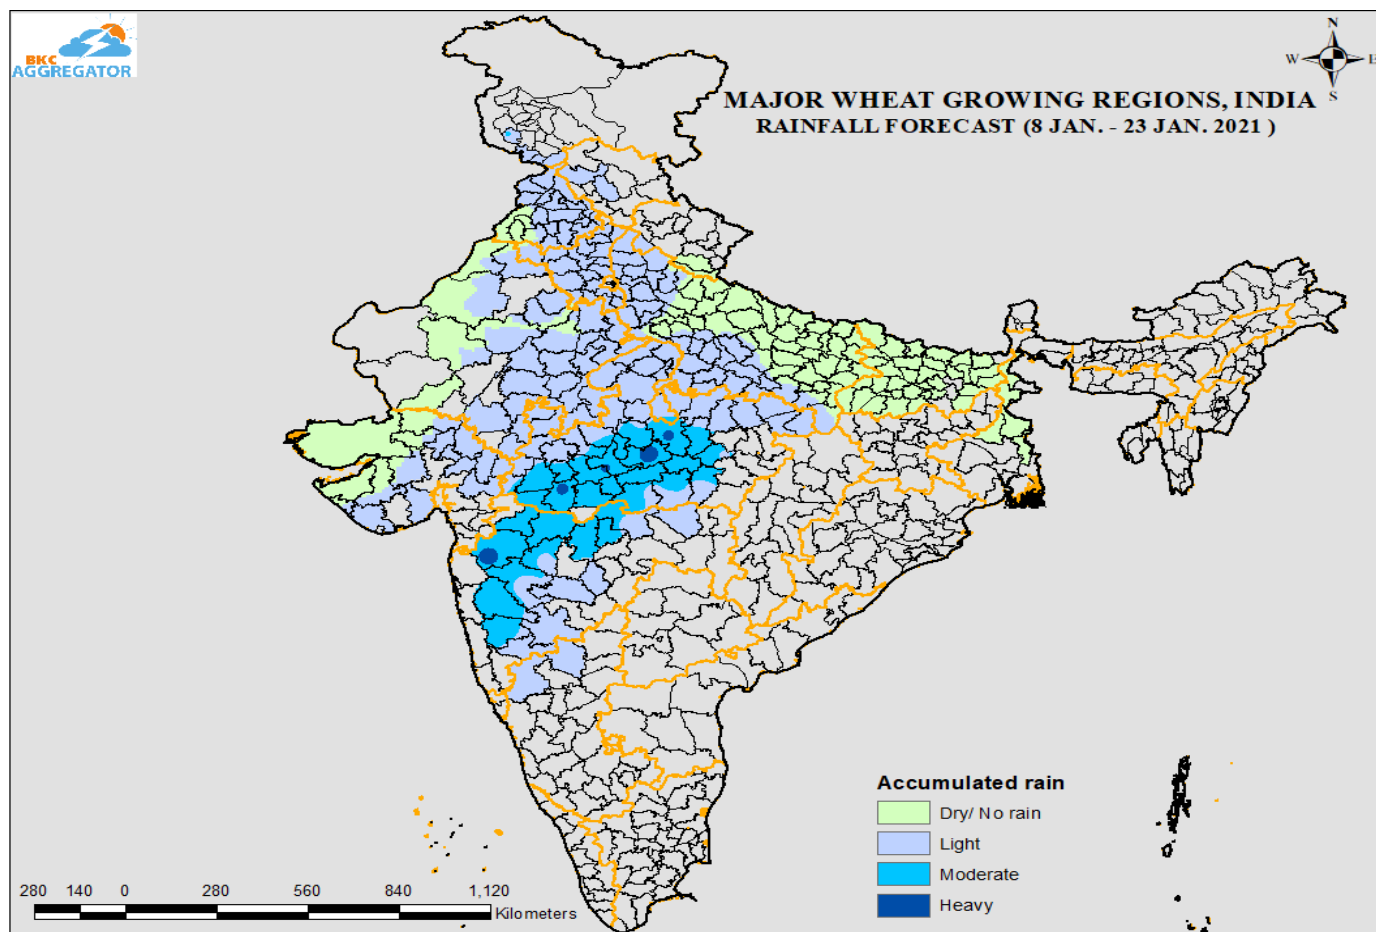 BKC
AGGREGATOR
N
W E
S
MAJOR WHEAT GROWING REGIONS, INDIA
RAINFALL FORECAST (8 JAN. - 23 JAN. 2021 )
Accumulated rain
Dry/ No rain
Light
Moderate
Heavy
280 140 0 280 560 840 1,120
Kilometers